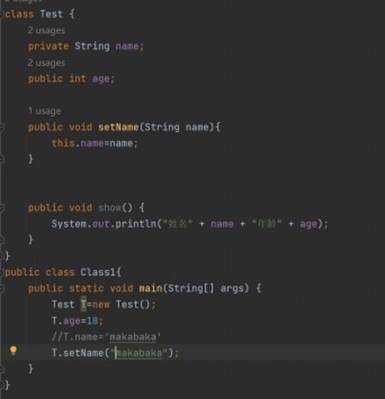 class Test {
2 usages
private String name;
2 usages
public int age;
1 usage
public void setName(String name){
this.name=name;
}
public void show() {
System.out.println("姓名" + name + "年龄" + age);
}
}
public class Class1{
public static void main(String[] args) {
Test T=new Test();
T.age=18;
//T.name='makabaka'
T.setName("makabaka");
}
}